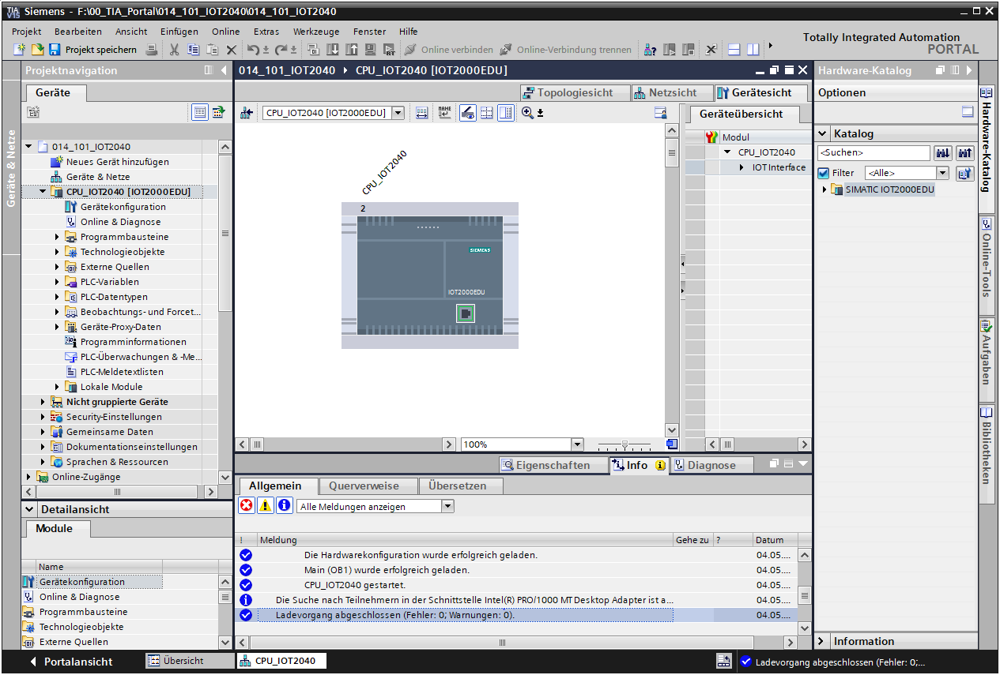 TIA V15 Siemens - F:\00_TIA_Portal\014_101_IOT2040\014_101_IOT2040
Projekt Bearbeiten Ansicht Einfügen Online Extras Werkzeuge Fenster Hilfe
Totally Integrated Automation
PORTAL
Projekt speichern Online verbinden Online-Verbindung trennen
Projektnavigation
Geräte
Geräte & Netze
014_101_IOT2040
Neues Gerät hinzufügen
Geräte & Netze
CPU_IOT2040 [IOT2000EDU]
Gerätekonfiguration
Online & Diagnose
Programmbausteine
Technologieobjekte
Externe Quellen
PLC-Variablen
PLC-Datentypen
Beobachtungs- und Forcet...
Geräte-Proxy-Daten
Programminformationen
PLC-Überwachungen & -Me...
PLC-Meldetextlisten
Lokale Module
Nicht gruppierte Geräte
Security-Einstellungen
Gemeinsame Daten
Dokumentationseinstellungen
Sprachen & Ressourcen
Online-Zugänge
Detailansicht
Module
Name
Gerätekonfiguration
Online & Diagnose
Programmbausteine
Technologieobjekte
Externe Quellen
014_101_IOT2040 CPU_IOT2040 [IOT2000EDU]
Topologiesicht Netzsicht Gerätesicht
CPU_IOT2040 [IOT2000EDU]
NAME
CPU_IOT2040
2
SIEMENS
IOT2000EDU
100%
Geräteübersicht
Modul
CPU_IOT2040
IOT Interface
Eigenschaften Info Diagnose
Allgemein Querverweise Übersetzen
Alle Meldungen anzeigen
! Meldung Gehe zu ? Datum
Die Hardwarekonfiguration wurde erfolgreich geladen. 04.05....
Main (OB1) wurde erfolgreich geladen. 04.05....
CPU_IOT2040 gestartet. 04.05....
Die Suche nach Teilnehmern in der Schnittstelle Intel(R) PRO/1000 MT Desktop Adapter ist a... 04.05....
Ladevorgang abgeschlossen (Fehler: 0; Warnungen: 0). 04.05....
Hardware-Katalog
Optionen
Katalog
<Suchen>
Filter <Alle>
SIMATIC IOT2000EDU
Information
Hardware-Katalog
Online-Tools
Aufgaben
Bibliotheken
Portalansicht Übersicht CPU_IOT2040 Ladevorgang abgeschlossen (Fehler: 0;...